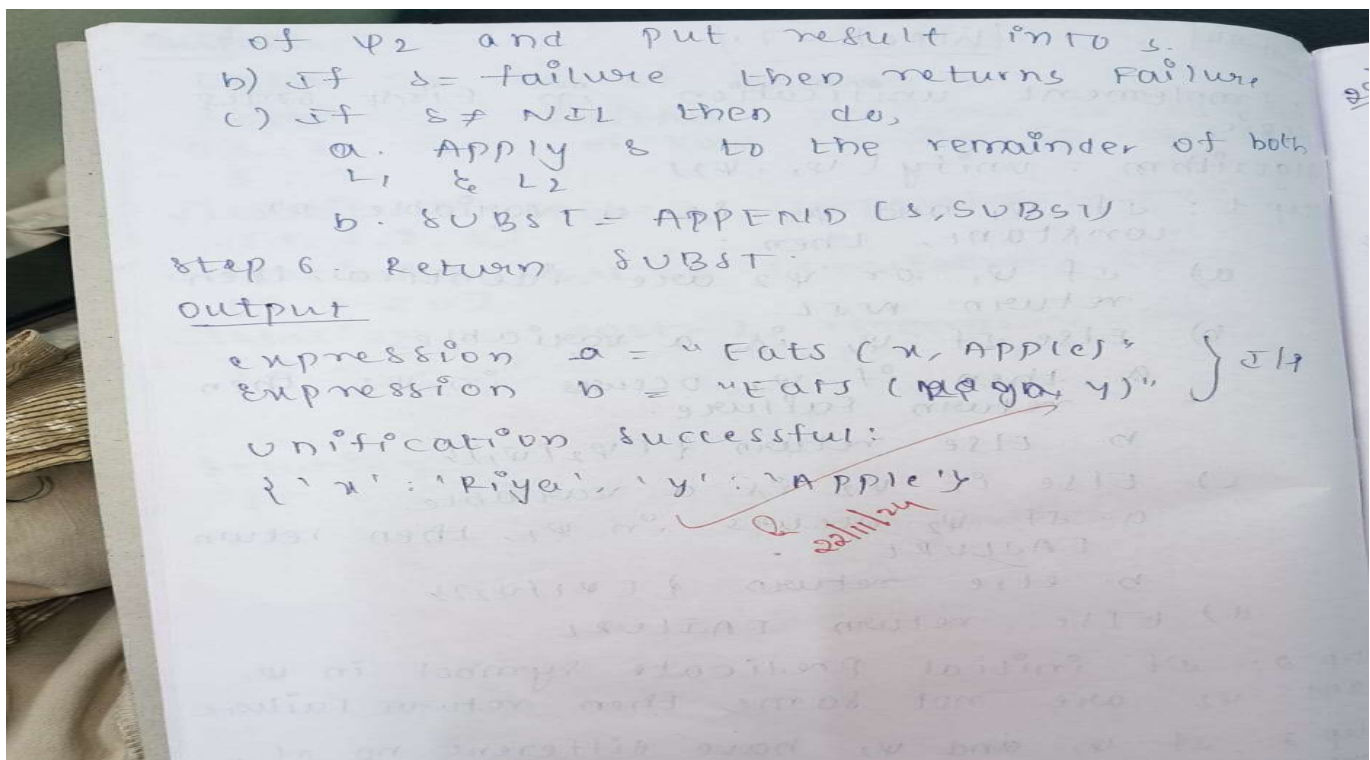 of ψ2 and put result into s.
b) If s= failure then returns Failure
c) If s ≠ NIL then do,
a. Apply s to the remainder of both
L1 & L2
b. SUBST = APPEND (S, SUBST)
Step 6 Return SUBST.
Output
expression a = "Eats (x, Apple)"
Expression b = "Eats ( y)" } I/P
Unification Successful:
{'x': 'Riya', 'y': 'Apple'}
22/11/24